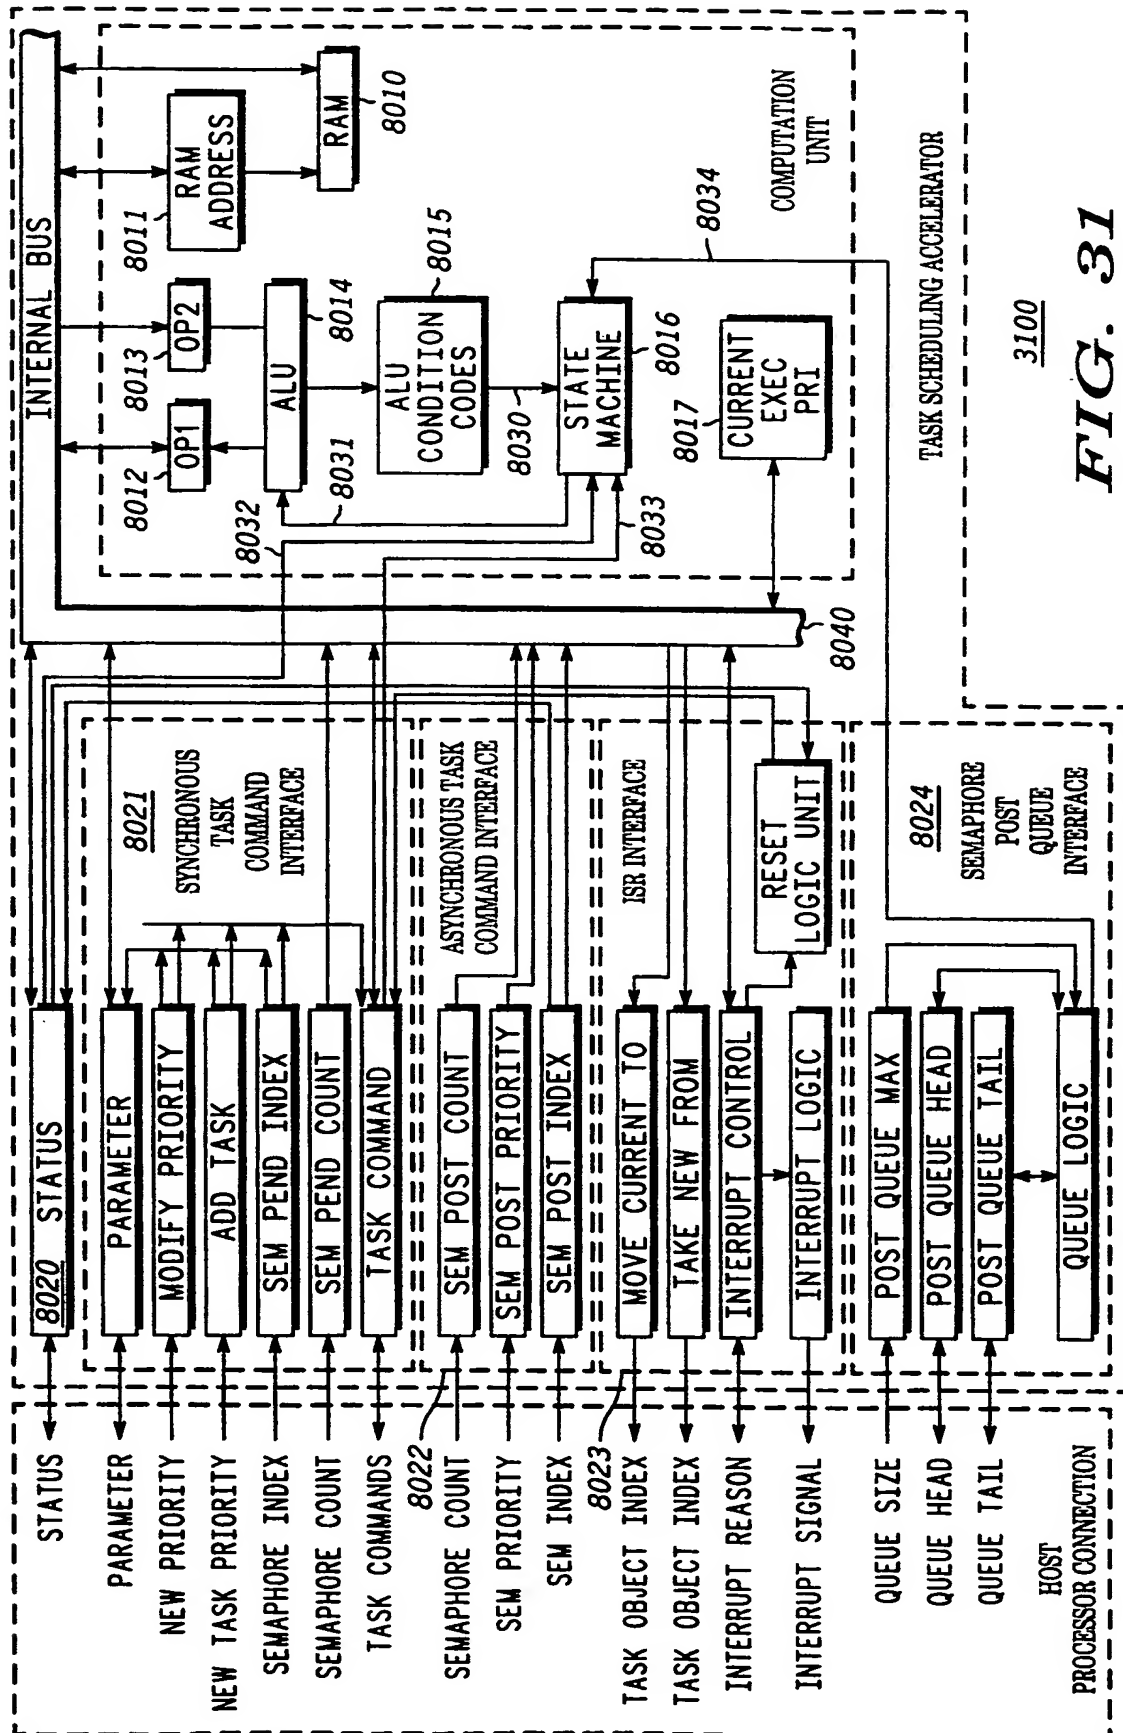 STATUS
PARAMETER
NEW PRIORITY
NEW TASK PRIORITY
SEMAPHORE INDEX
SEMAPHORE COUNT
TASK COMMANDS
8022
SEMAPHORE COUNT
SEM PRIORITY
SEM INDEX
8023
TASK OBJECT INDEX
TASK OBJECT INDEX
INTERRUPT REASON
INTERRUPT SIGNAL
QUEUE SIZE
QUEUE HEAD
QUEUE TAIL
HOST
PROCESSOR CONNECTION
8020 STATUS
PARAMETER
MODIFY PRIORITY
ADD TASK
SEM PEND INDEX
SEM PEND COUNT
TASK COMMAND
8021
SYNCHRONOUS
TASK
COMMAND
INTERFACE
SEM POST COUNT
SEM POST PRIORITY
SEM POST INDEX
ASYNCHRONOUS TASK
COMMAND INTERFACE
MOVE CURRENT TO
TAKE NEW FROM
INTERRUPT CONTROL
INTERRUPT LOGIC
ISR INTERFACE
RESET
LOGIC UNIT
POST QUEUE MAX
POST QUEUE HEAD
POST QUEUE TAIL
QUEUE LOGIC
8024
SEMAPHORE
POST
QUEUE
INTERFACE
INTERNAL BUS
8040
8012
OP1
8013
OP2
8011
RAM
ADDRESS
RAM
8010
8032
8031
ALU
8014
ALU
CONDITION
CODES
8015
8030
STATE
MACHINE
8016
8033
8034
8017
CURRENT
EXEC
PRI
COMPUTATION
UNIT
TASK SCHEDULING ACCELERATOR
3100
FIG. 31